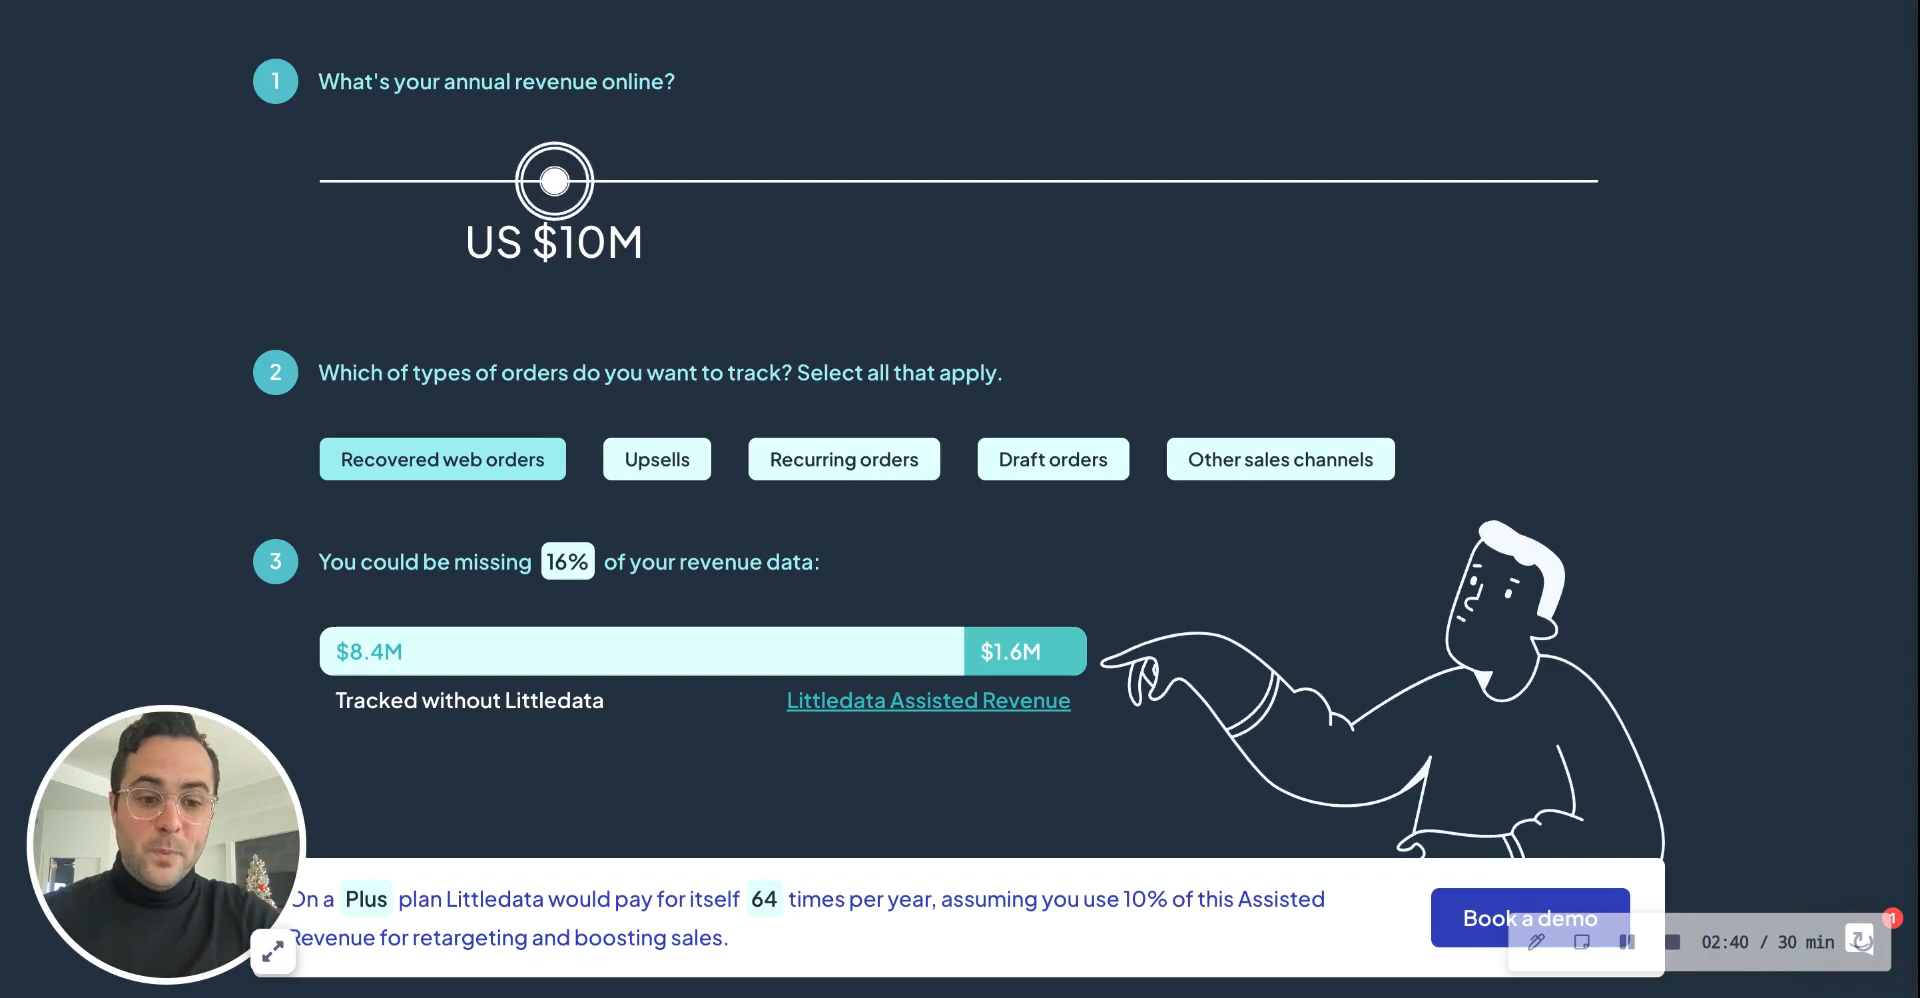 1 What's your annual revenue online?
US $10M
2 Which of types of orders do you want to track? Select all that apply.
Recovered web orders Upsells Recurring orders Draft orders Other sales channels
3 You could be missing 16% of your revenue data:
$8.4M $1.6M
Tracked without Littledata Littledata Assisted Revenue
On a Plus plan Littledata would pay for itself 64 times per year, assuming you use 10% of this Assisted
Revenue for retargeting and boosting sales.
Book a demo
1
02:40 / 30 min